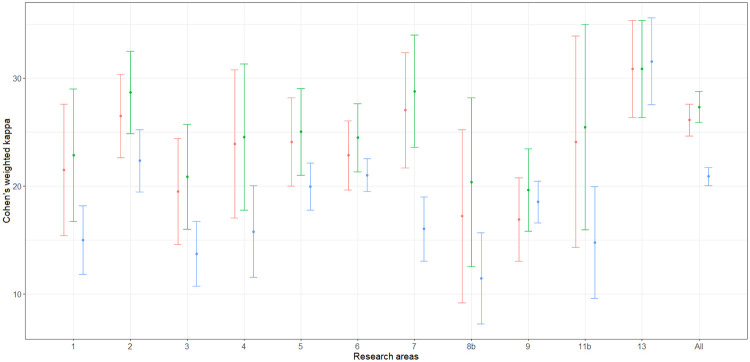 Cohen's weighted kappa
30
20
10
1 2 3 4 5 6 7 8b 9 11b 13 All
Research areas